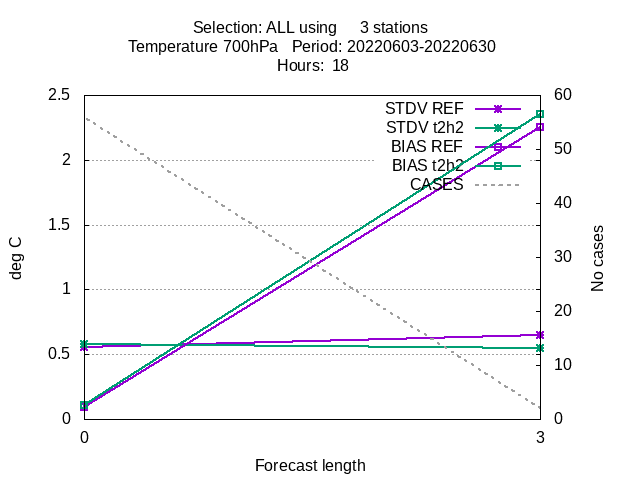 Selection: ALL using     3 stations
Temperature 700hPa   Period: 20220603-20220630
Hours:  18
STDV REF
STDV t2h2
BIAS REF
BIAS t2h2
CASES
2.5
2
1.5
1
0.5
0
60
50
40
30
20
10
0
deg C
No cases
0
3
Forecast length